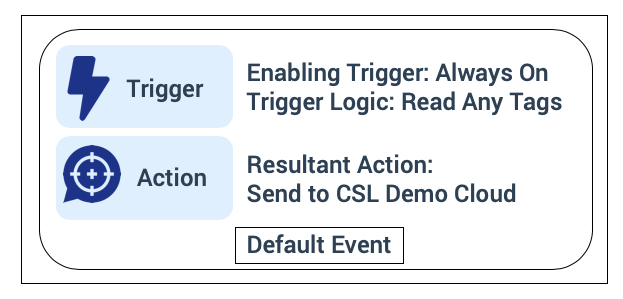 Trigger
Enabling Trigger: Always On
Trigger Logic: Read Any Tags
Action
Resultant Action:
Send to CSL Demo Cloud
Default Event